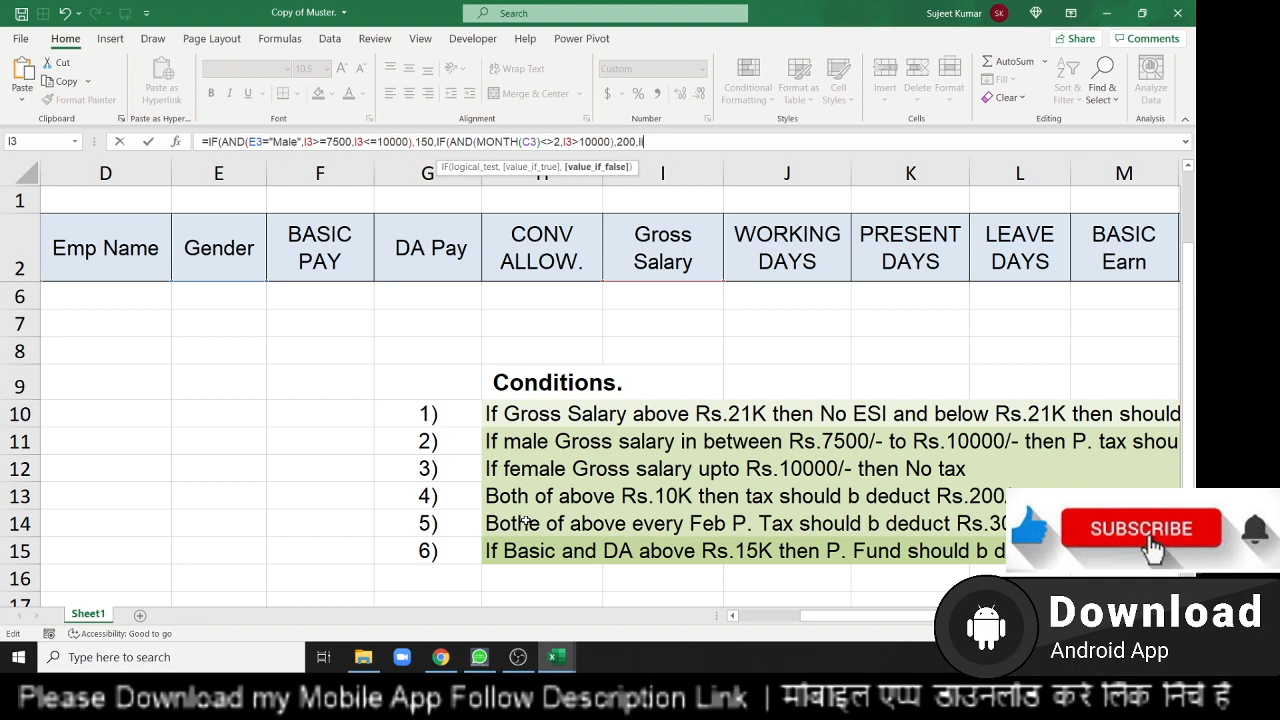 Copy of Muster.
Search
Sujeet Kumar
SK
File Home Insert Draw Page Layout Formulas Data Review View Developer Help Power Pivot
Share
Comments
Paste
Cut
Copy
Format Painter
Clipboard
Paste as Hyperlink
Paste as Hyper...
10.5
B I U
Font
Wrap Text
Merge & Center
Alignment
Custom
$ % ,
Number
Conditional Formatting
Format as Table
Cell Styles
Styles
Insert
Delete
Format
Cells
AutoSum
Fill
Clear
Sort & Filter
Find & Select
Editing
Analyze Data
Analysis
I3
=IF(AND(E3="Male",I3>=7500,I3<=10000),150,IF(AND(MONTH(C3)<>2,I3>10000),200,
IF(logical_test, [value_if_true], [value_if_false])
D E F G H I J K L M
1
2 Emp Name Gender BASIC PAY DA Pay CONV ALLOW. Gross Salary WORKING DAYS PRESENT DAYS LEAVE DAYS BASIC Earn
6
7
8
9 Conditions.
10 1) If Gross Salary above Rs.21K then No ESI and below Rs.21K then should
11 2) If male Gross salary in between Rs.7500/- to Rs.10000/- then P. tax shou
12 3) If female Gross salary upto Rs.10000/- then No tax
13 4) Both of above Rs.10K then tax should b deduct Rs.200
14 5) Bothe of above every Feb P. Tax should b deduct Rs.30
15 6) If Basic and DA above Rs.15K then P. Fund should b d
16
17
SUBSCRIBE
Sheet1
Edit
Accessibility: Good to go
Download
Android App
Type here to search
Please Download my Mobile App Follow Description Link | मोबाइल एप्प डाउनलोड करे लिंक निचे है